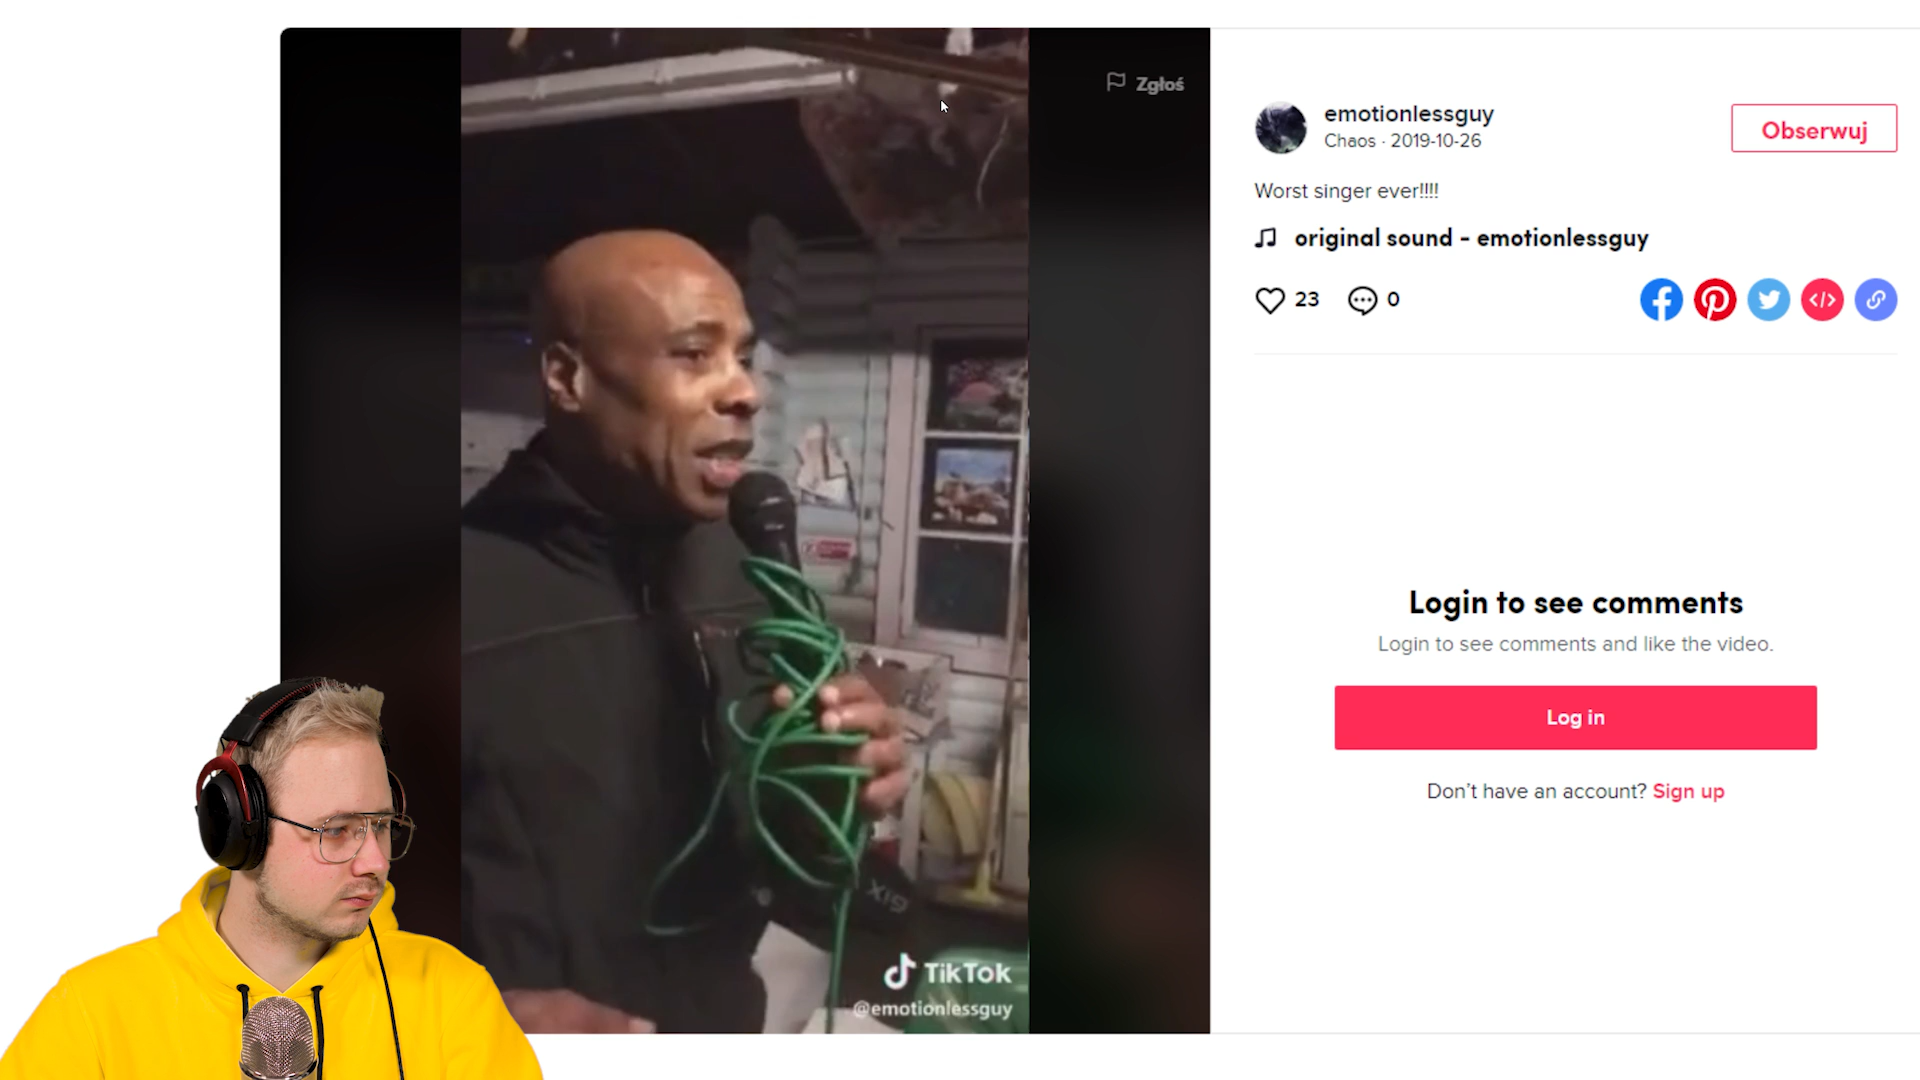 Zgłoś
emotionlessguy
Chaos · 2019-10-26
Obserwuj
Worst singer ever!!!!
original sound - emotionlessguy
23
0
Login to see comments
Login to see comments and like the video.
Log in
Don’t have an account? Sign up
TikTok
@emotionlessguy